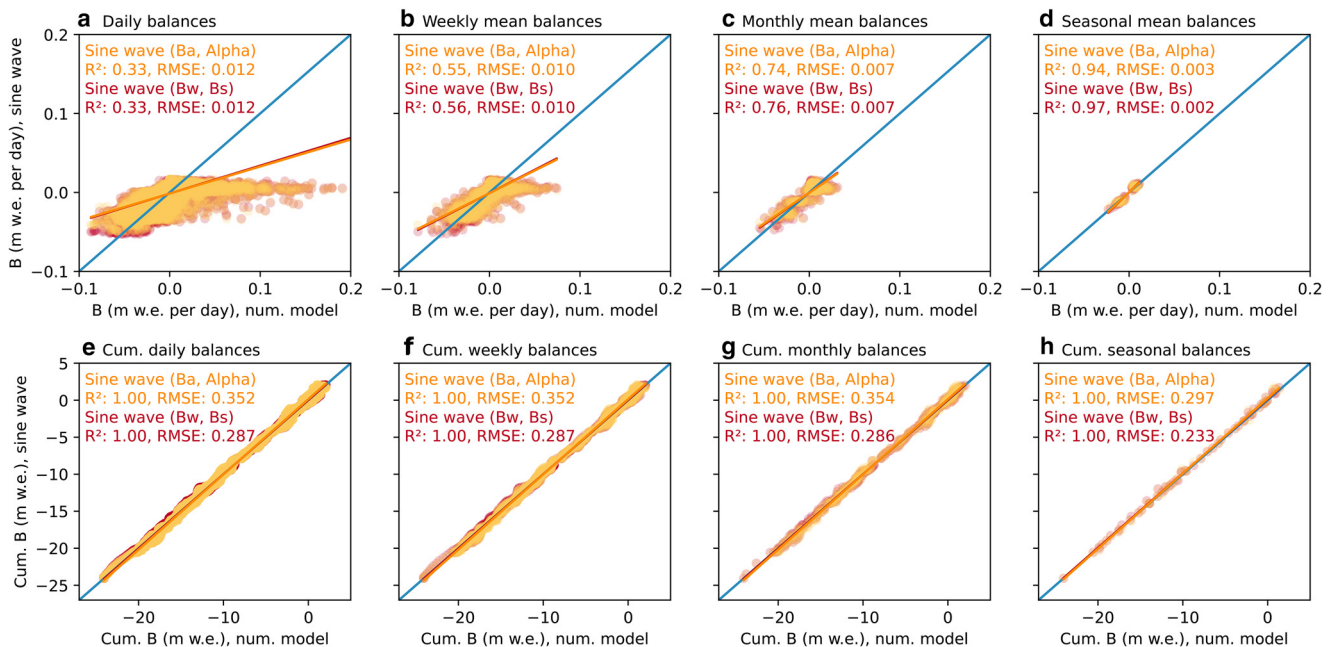 a Daily balances
Sine wave (Ba, Alpha)
R²: 0.33, RMSE: 0.012
Sine wave (Bw, Bs)
R²: 0.33, RMSE: 0.012
0.2
0.1
0.0
−0.1
B (m w.e. per day), sine wave
−0.1 0.0 0.1 0.2
B (m w.e. per day), num. model
b Weekly mean balances
Sine wave (Ba, Alpha)
R²: 0.55, RMSE: 0.010
Sine wave (Bw, Bs)
R²: 0.56, RMSE: 0.010
−0.1 0.0 0.1 0.2
B (m w.e. per day), num. model
c Monthly mean balances
Sine wave (Ba, Alpha)
R²: 0.74, RMSE: 0.007
Sine wave (Bw, Bs)
R²: 0.76, RMSE: 0.007
−0.1 0.0 0.1 0.2
B (m w.e. per day), num. model
d Seasonal mean balances
Sine wave (Ba, Alpha)
R²: 0.94, RMSE: 0.003
Sine wave (Bw, Bs)
R²: 0.97, RMSE: 0.002
−0.1 0.0 0.1 0.2
B (m w.e. per day), num. model
e Cum. daily balances
Sine wave (Ba, Alpha)
R²: 1.00, RMSE: 0.352
Sine wave (Bw, Bs)
R²: 1.00, RMSE: 0.287
5
0
−5
−10
−15
−20
−25
Cum. B (m w.e.), sine wave
−20 −10 0
Cum. B (m w.e.), num. model
f Cum. weekly balances
Sine wave (Ba, Alpha)
R²: 1.00, RMSE: 0.352
Sine wave (Bw, Bs)
R²: 1.00, RMSE: 0.287
−20 −10 0
Cum. B (m w.e.), num. model
g Cum. monthly balances
Sine wave (Ba, Alpha)
R²: 1.00, RMSE: 0.354
Sine wave (Bw, Bs)
R²: 1.00, RMSE: 0.286
−20 −10 0
Cum. B (m w.e.), num. model
h Cum. seasonal balances
Sine wave (Ba, Alpha)
R²: 1.00, RMSE: 0.297
Sine wave (Bw, Bs)
R²: 1.00, RMSE: 0.233
−20 −10 0
Cum. B (m w.e.), num. model